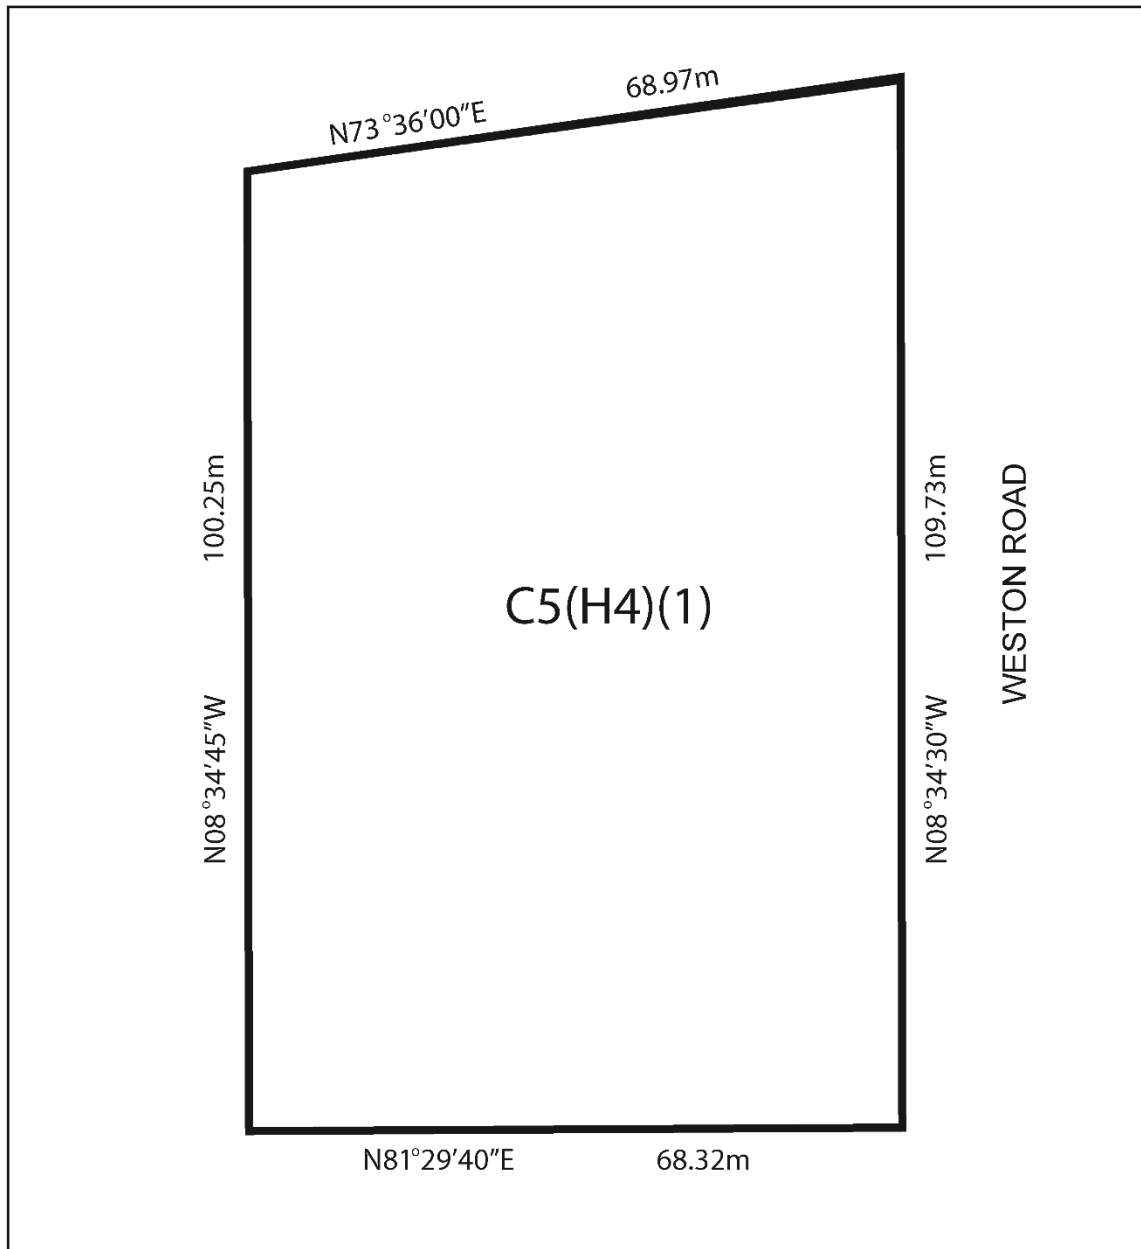 N73°36'00"E
68.97m
100.25m
N08°34'45"W
C5(H4)(1)
109.73m
N08°34'30"W
WESTON ROAD
N81°29'40"E
68.32m